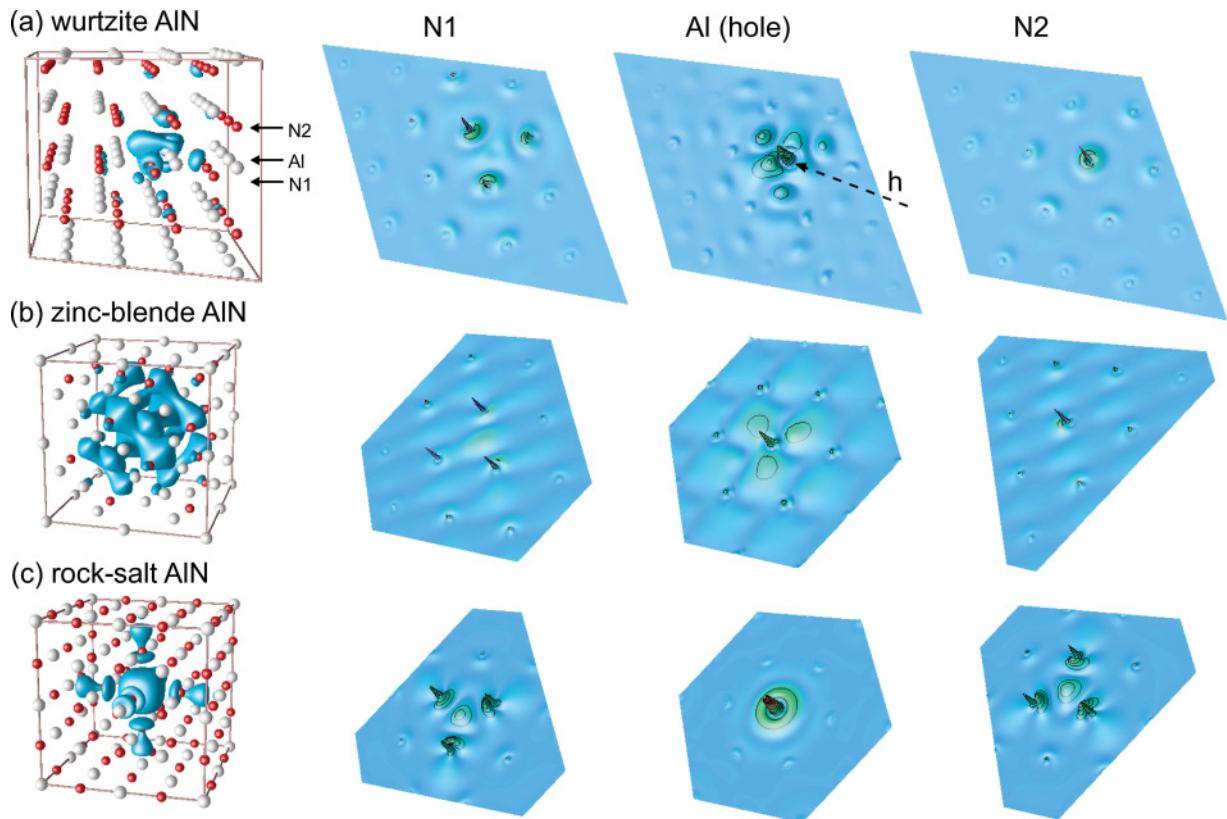 (a) wurtzite AlN
N1
Al (hole)
N2
N2
Al
N1
h
(b) zinc-blende AlN
(c) rock-salt AlN